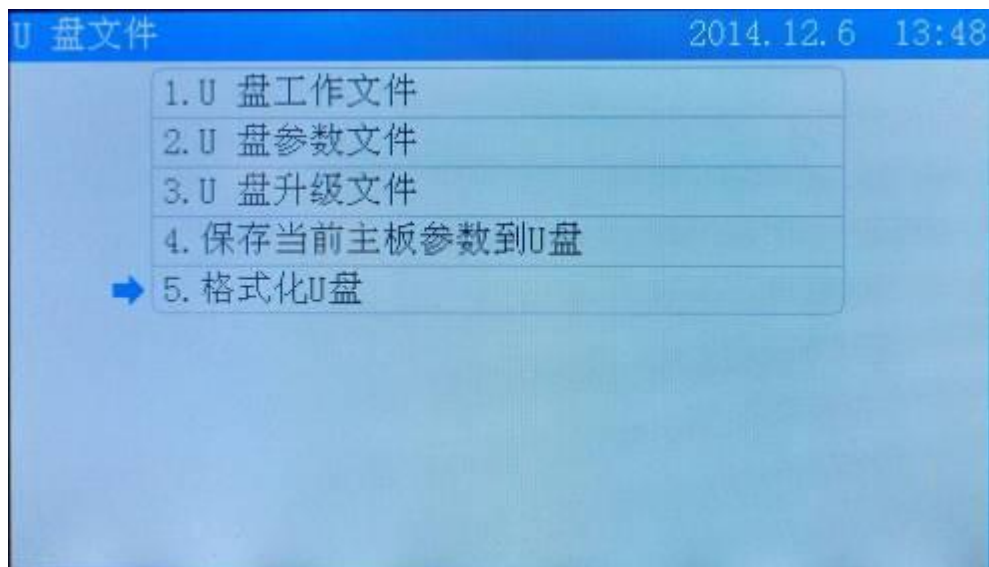 U 盘文件 2014.12.6 13:48
1.U 盘工作文件
2.U 盘参数文件
3.U 盘升级文件
4.保存当前主板参数到U盘
5.格式化U盘